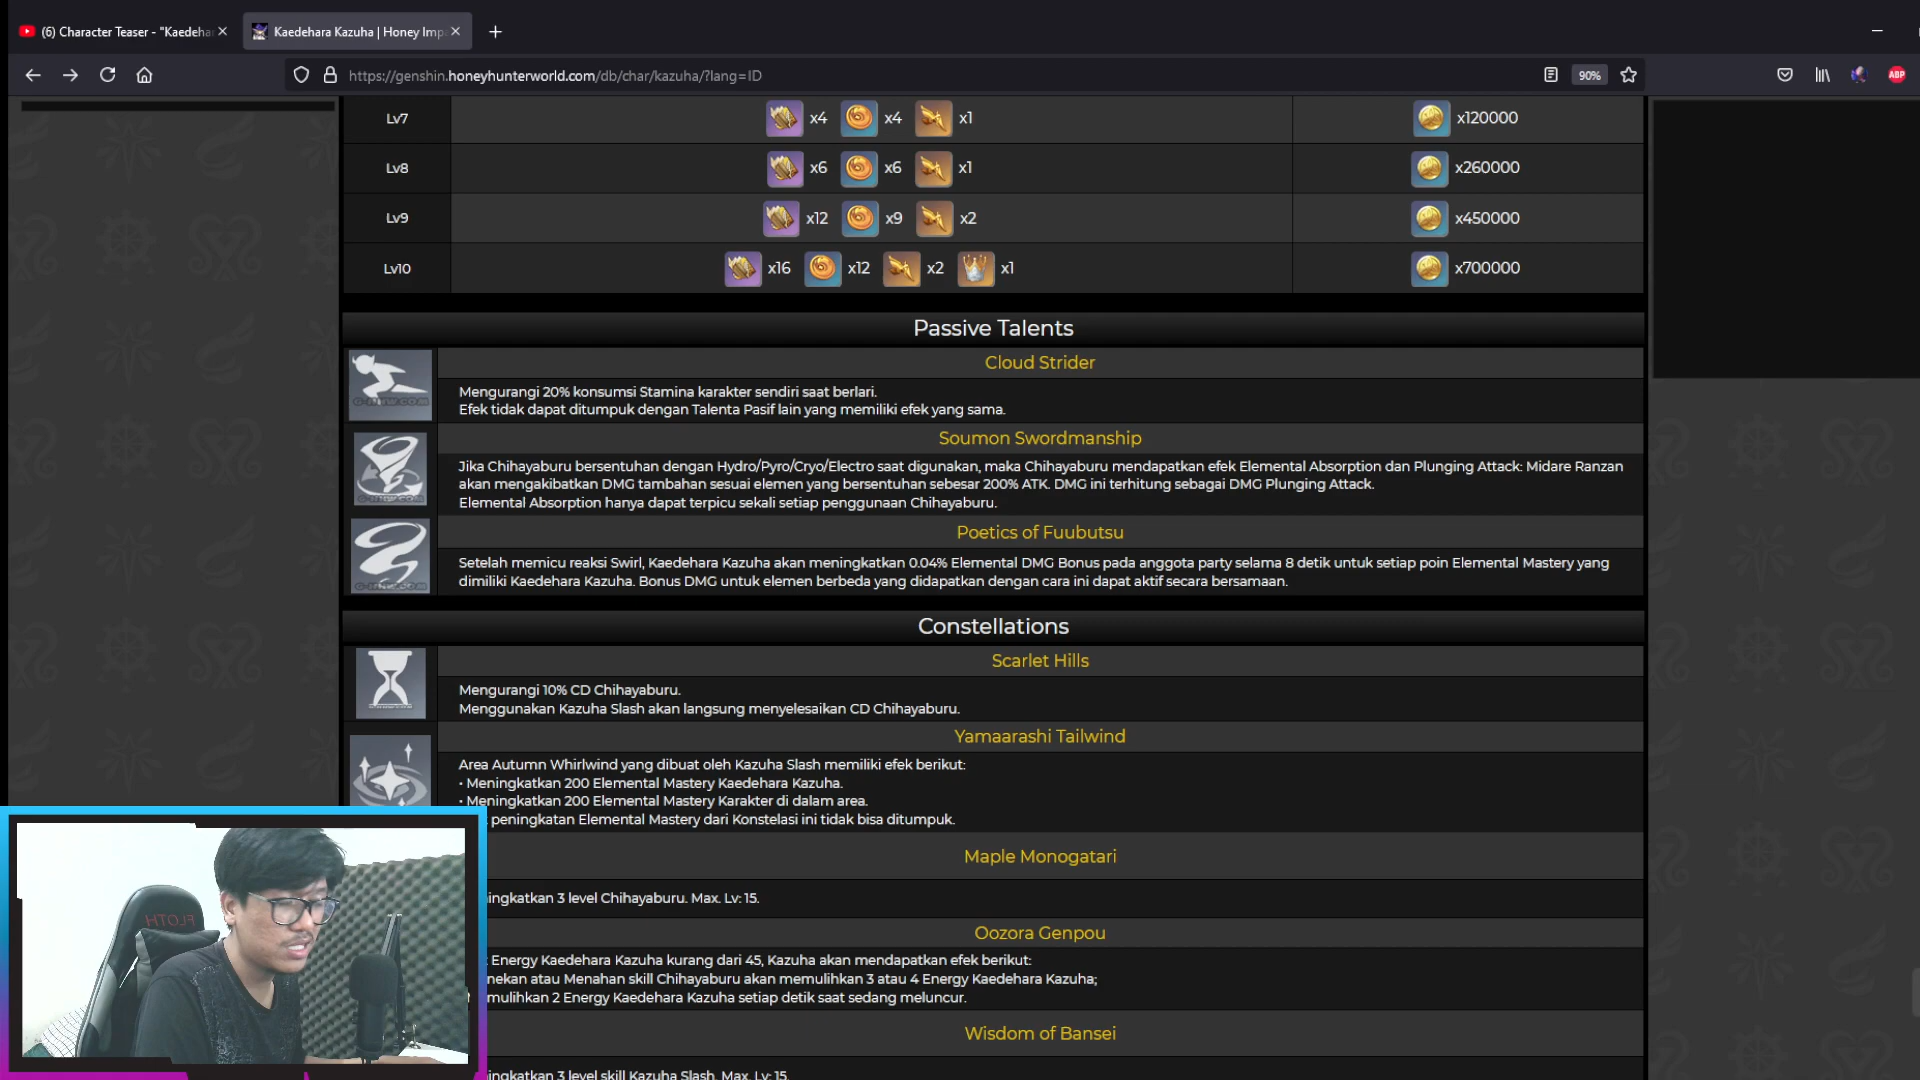 (6) Character Teaser - "Kaedeha
Kaedehara Kazuha | Honey Imp
https://genshin.honeyhunterworld.com/db/char/kazuha/?lang=ID
90%
ABP
Lv7 x4 x4 x1 x120000
Lv8 x6 x6 x1 x260000
Lv9 x12 x9 x2 x450000
Lv10 x16 x12 x2 x1 x700000
Passive Talents
Cloud Strider
Mengurangi 20% konsumsi Stamina karakter sendiri saat berlari.
Efek tidak dapat ditumpuk dengan Talenta Pasif lain yang memiliki efek yang sama.
Soumon Swordmanship
Jika Chihayaburu bersentuhan dengan Hydro/Pyro/Cryo/Electro saat digunakan, maka Chihayaburu mendapatkan efek Elemental Absorption dan Plunging Attack: Midare Ranzan
akan mengakibatkan DMG tambahan sesuai elemen yang bersentuhan sebesar 200% ATK. DMG ini terhitung sebagai DMG Plunging Attack.
Elemental Absorption hanya dapat terpicu sekali setiap penggunaan Chihayaburu.
Poetics of Fuubutsu
Setelah memicu reaksi Swirl, Kaedehara Kazuha akan meningkatkan 0.04% Elemental DMG Bonus pada anggota party selama 8 detik untuk setiap poin Elemental Mastery yang
dimiliki Kaedehara Kazuha. Bonus DMG untuk elemen berbeda yang didapatkan dengan cara ini dapat aktif secara bersamaan.
Constellations
Scarlet Hills
Mengurangi 10% CD Chihayaburu.
Menggunakan Kazuha Slash akan langsung menyelesaikan CD Chihayaburu.
Yamaarashi Tailwind
Area Autumn Whirlwind yang dibuat oleh Kazuha Slash memiliki efek berikut:
• Meningkatkan 200 Elemental Mastery Kaedehara Kazuha.
• Meningkatkan 200 Elemental Mastery Karakter di dalam area.
peningkatan Elemental Mastery dari Konstelasi ini tidak bisa ditumpuk.
Maple Monogatari
ingkatkan 3 level Chihayaburu. Max. Lv: 15.
Oozora Genpou
Energy Kaedehara Kazuha kurang dari 45, Kazuha akan mendapatkan efek berikut:
nekan atau Menahan skill Chihayaburu akan memulihkan 3 atau 4 Energy Kaedehara Kazuha;
mulihkan 2 Energy Kaedehara Kazuha setiap detik saat sedang meluncur.
Wisdom of Bansei
ingkatkan 3 level skill Kazuha Slash. Max. Lv: 15.
FLOTH